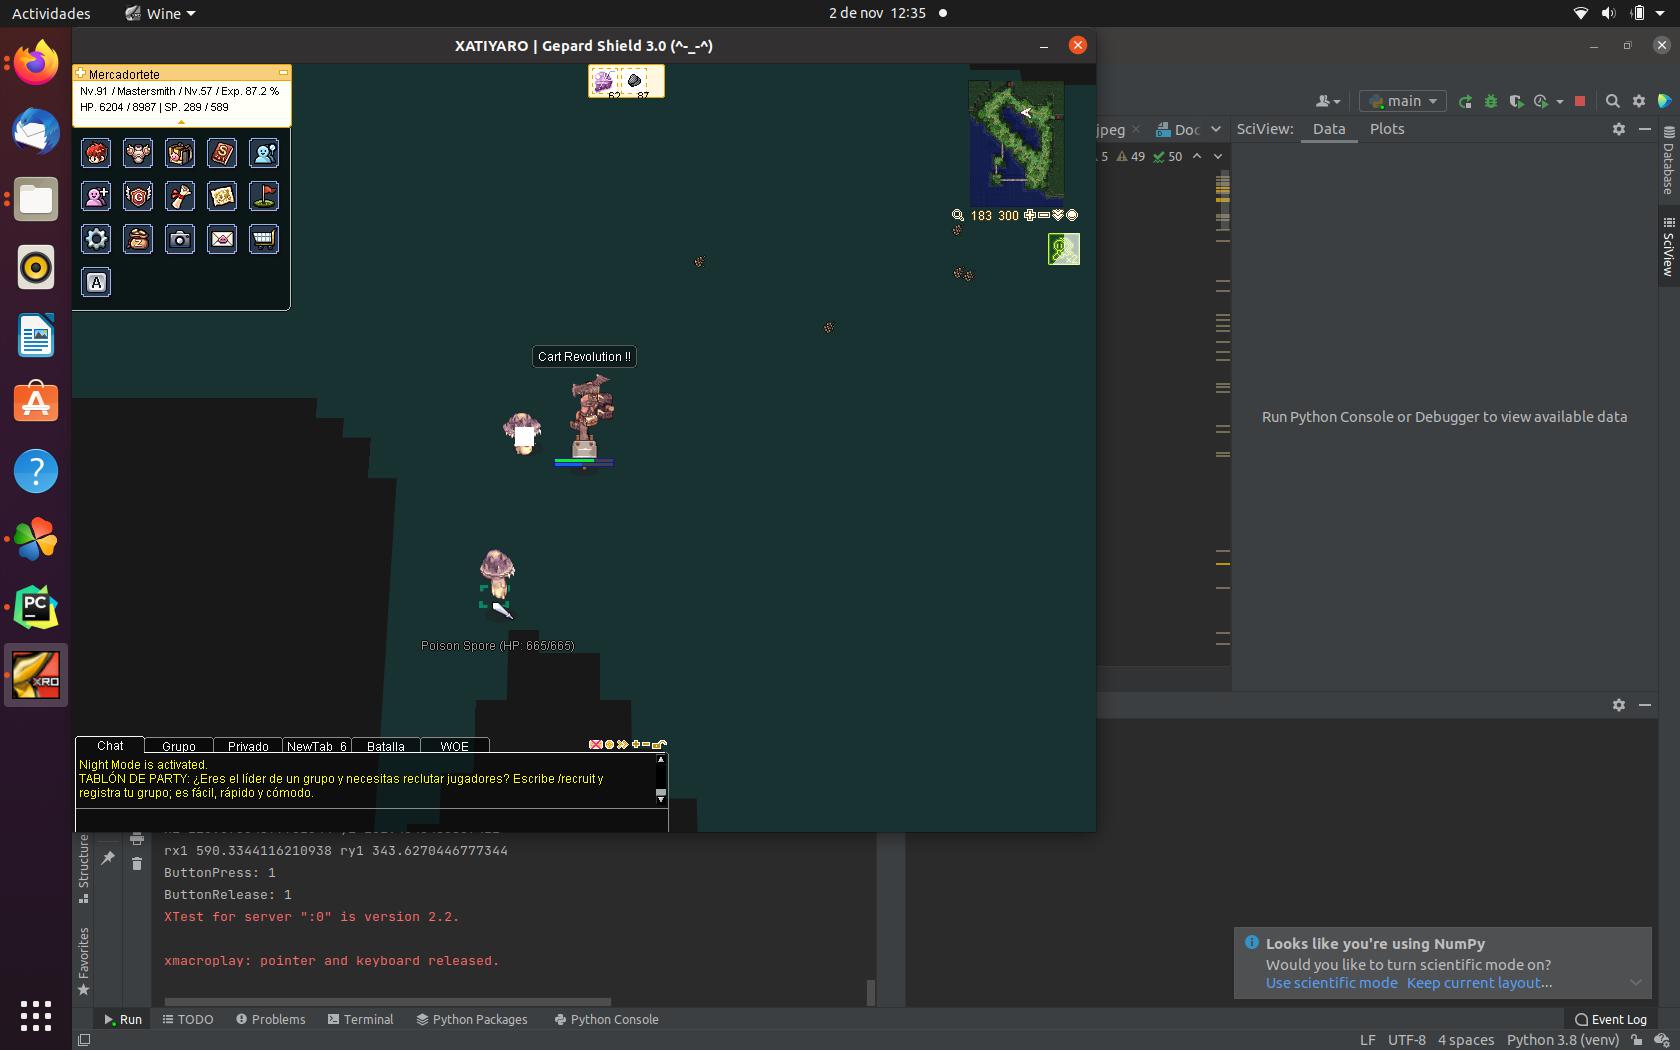 Actividades
Wine
2 de nov 12:35
XATIYARO | Gepard Shield 3.0 (^-_-^)
Mercadortete
Nv.91 / Mastersmith / Nv.57 / Exp. 87.2 %
HP. 6204 / 8987 | SP. 289 / 589
62
87
183 300
main
jpeg
Doc
SciView:
Data
Plots
5
49
50
Database
SciView
Run Python Console or Debugger to view available data
Cart Revolution !!
Poison Spore (HP: 665/665)
PC
XRO
Chat
Grupo
Privado
NewTab 6
Batalla
WOE
Night Mode is activated.
TABLÓN DE PARTY: ¿Eres el líder de un grupo y necesitas reclutar jugadores? Escribe /recruit y
registra tu grupo; es fácil, rápido y cómodo.
rx1 590.3344116210938 ry1 343.6270446777344
ButtonPress: 1
ButtonRelease: 1
XTest for server ":0" is version 2.2.
xmacroplay: pointer and keyboard released.
Structure
Favorites
Looks like you're using NumPy
Would you like to turn scientific mode on?
Use scientific mode Keep current layout...
Run
TODO
Problems
Terminal
Python Packages
Python Console
Event Log
LF UTF-8 4 spaces Python 3.8 (venv)